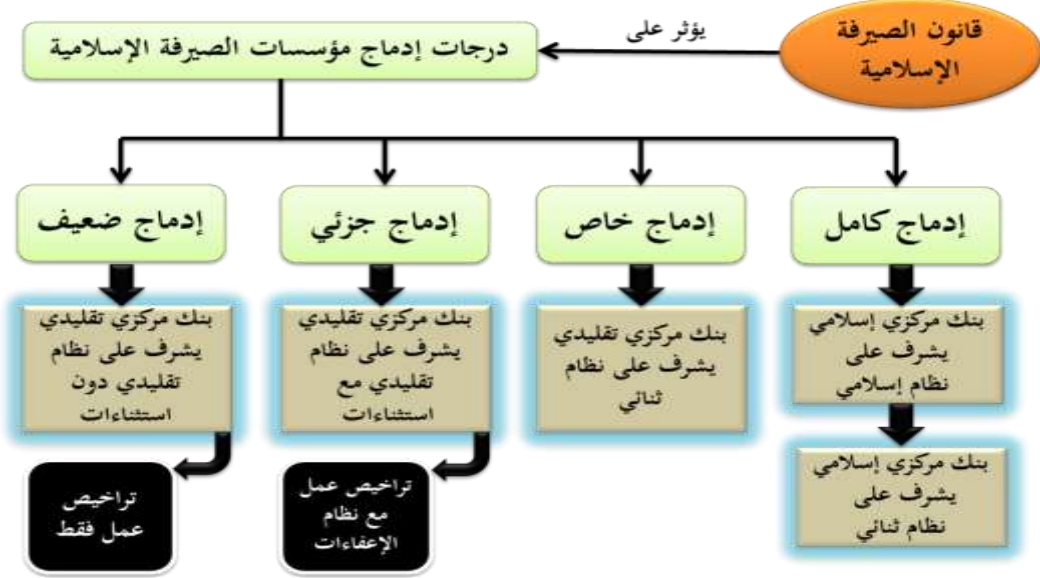 قانون الصيرفة
الإسلامية
يؤثر على
درجات إدماج مؤسسات الصيرفة الإسلامية
إدماج كامل
إدماج خاص
إدماج جزئي
إدماج ضعيف
بنك مركزي إسلامي
يشرف على
نظام إسلامي
بنك مركزي إسلامي
يشرف على
نظام ثنائي
بنك مركزي تقليدي
يشرف على نظام
ثنائي
بنك مركزي تقليدي
يشرف على نظام
تقليدي مع
استثناءات
تراخيص عمل
مع نظام
الإعفاءات
بنك مركزي تقليدي
يشرف على نظام
تقليدي دون
استثناءات
تراخيص
عمل فقط